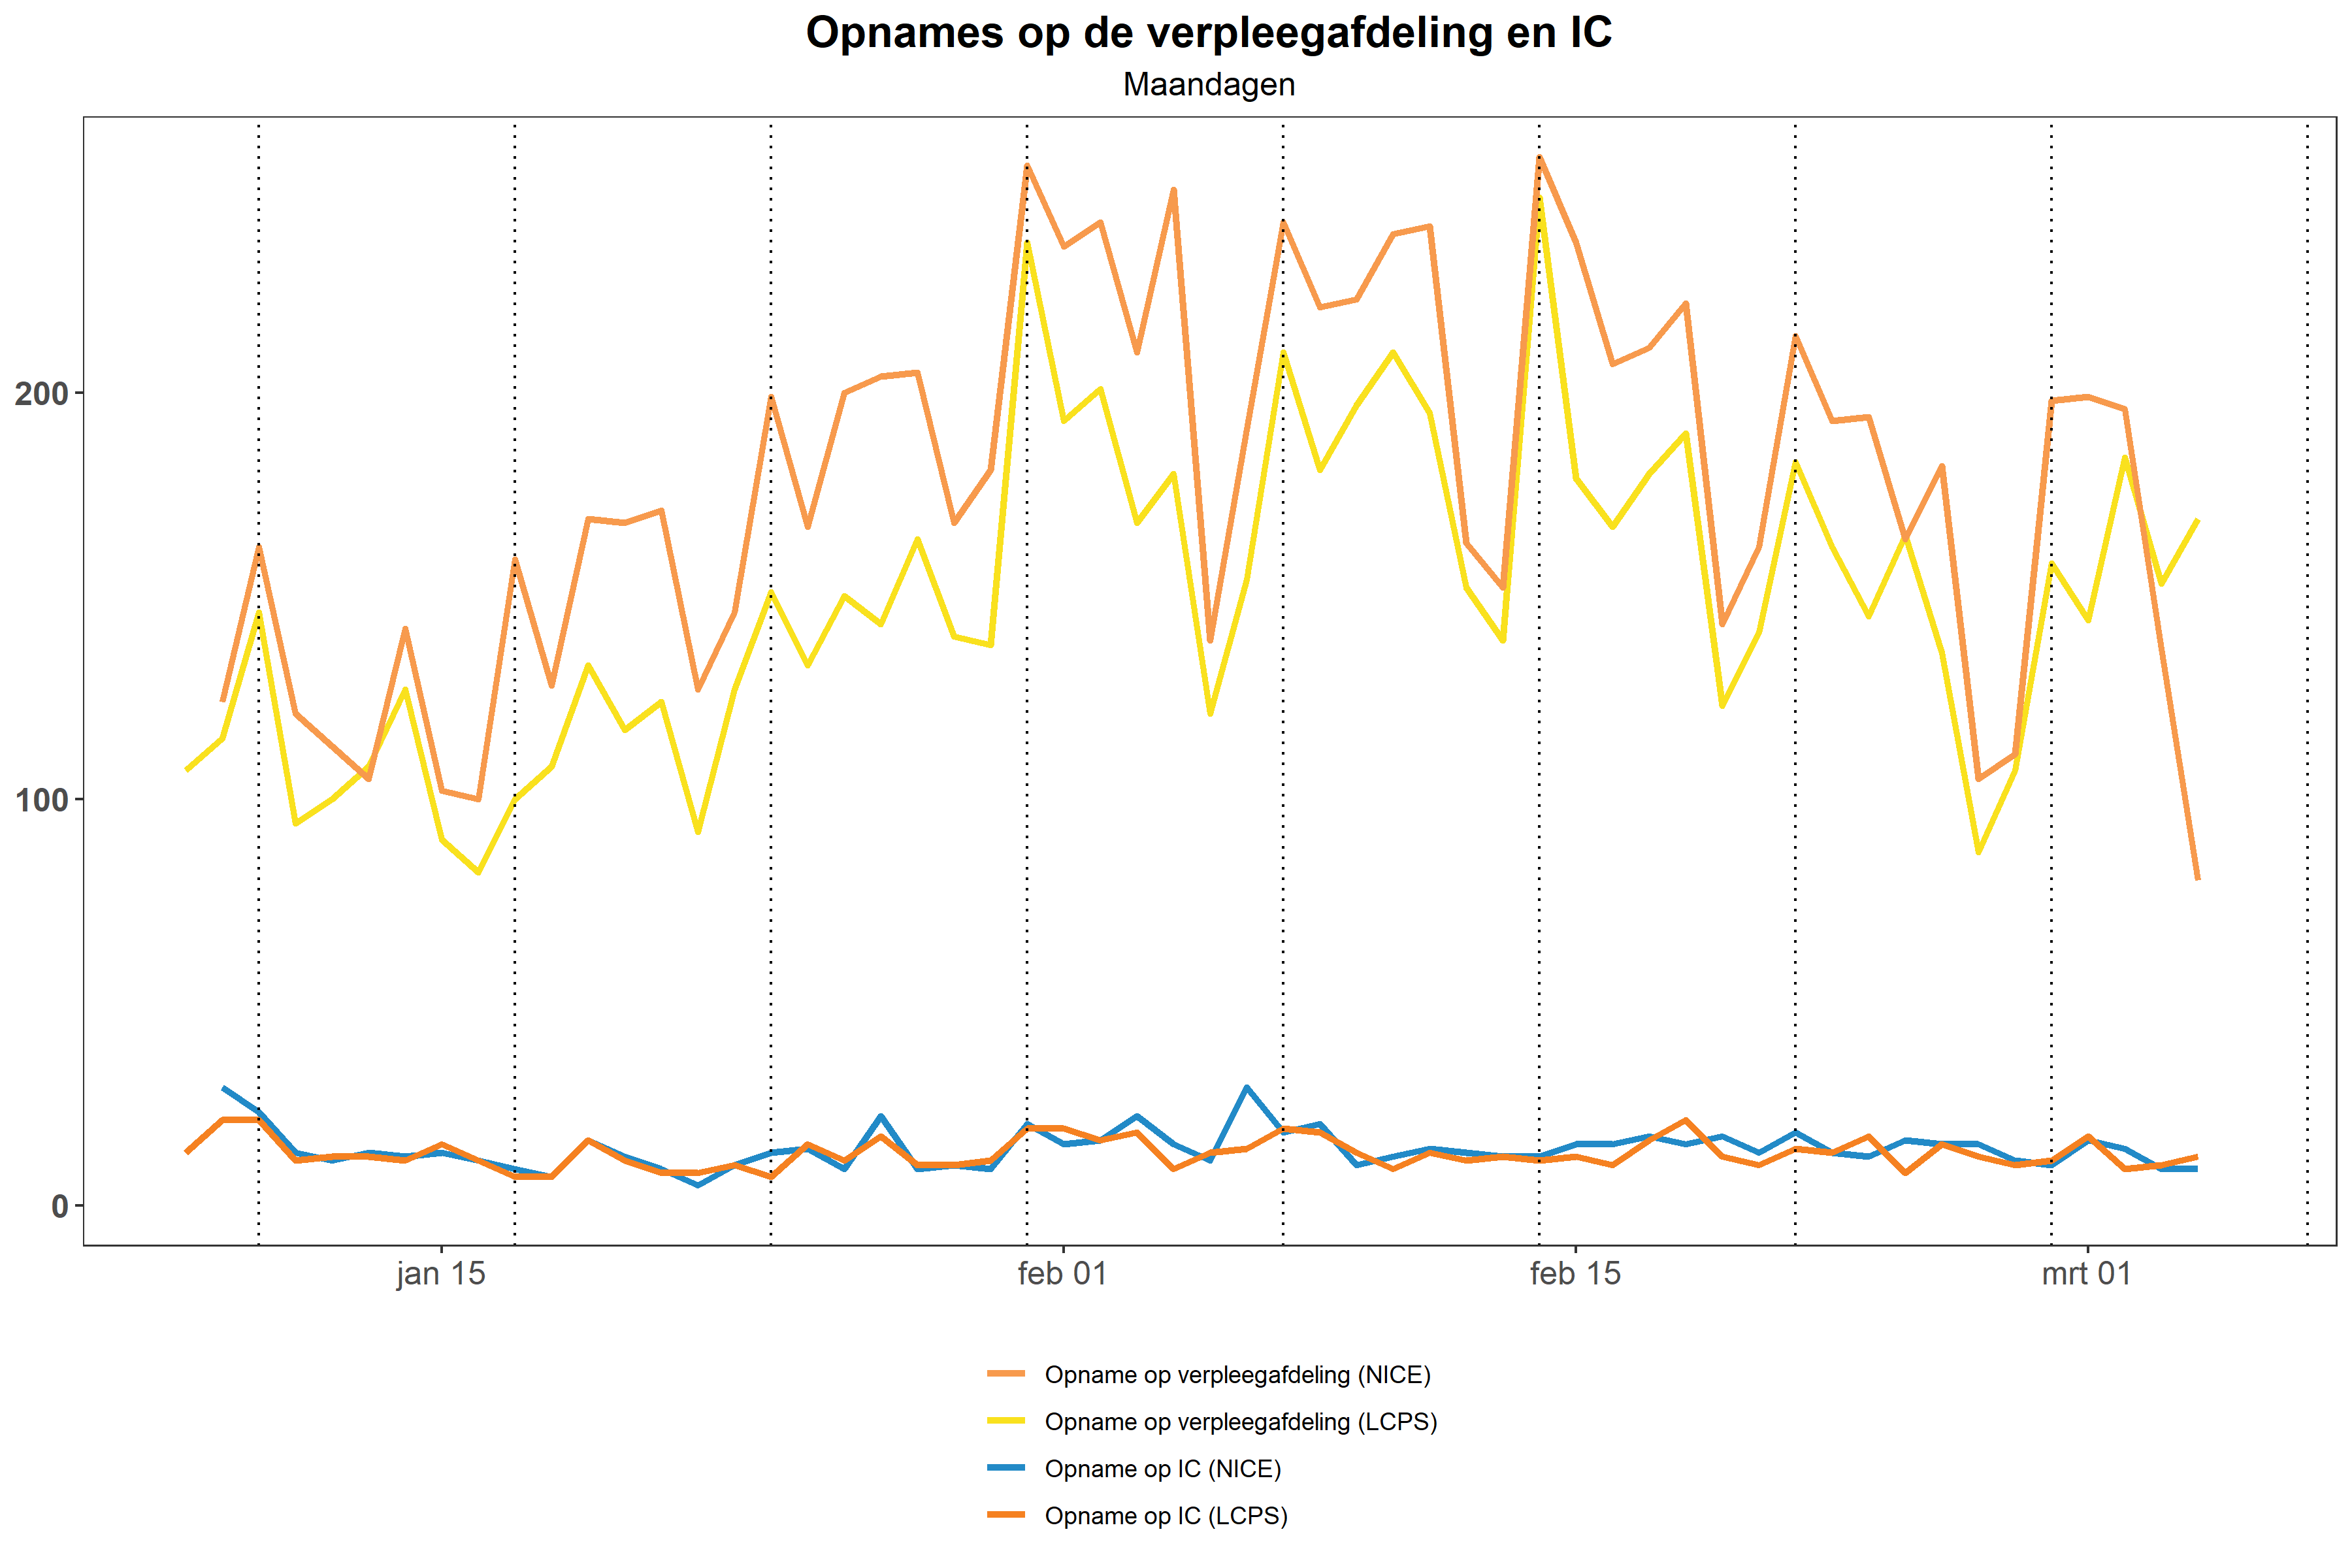 Opnames op de verpleegafdeling en IC
Maandagen
200
100
0
jan 15
feb 01
feb 15
mrt 01
Opname op verpleegafdeling (NICE)
Opname op verpleegafdeling (LCPS)
Opname op IC (NICE)
Opname op IC (LCPS)